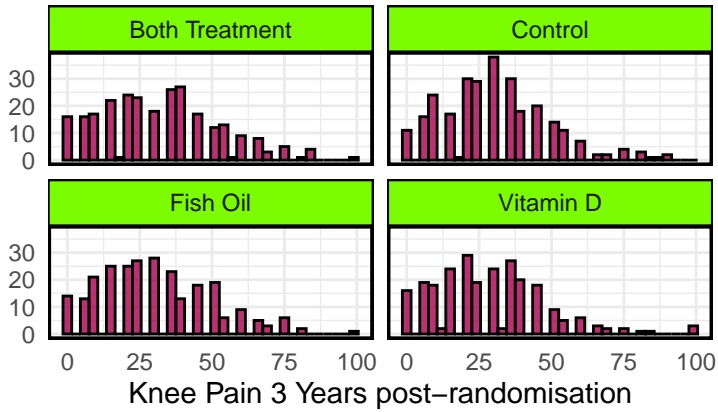 Both Treatment Control
30
20
10
0
Fish Oil Vitamin D
30
20
10
0
0 25 50 75 100 0 25 50 75 100
Knee Pain 3 Years post−randomisation